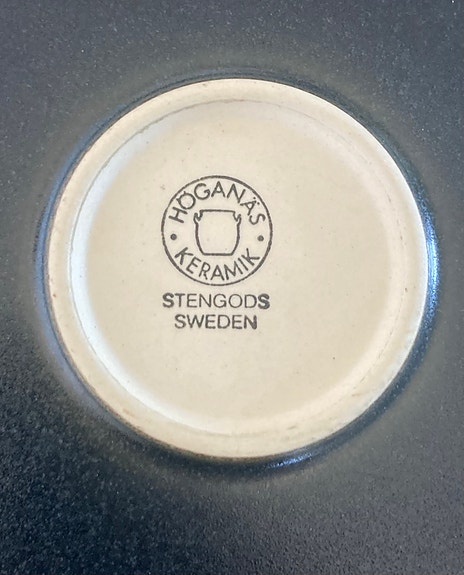 HÖGANÄS
KERAMIK
STENGODS
SWEDEN